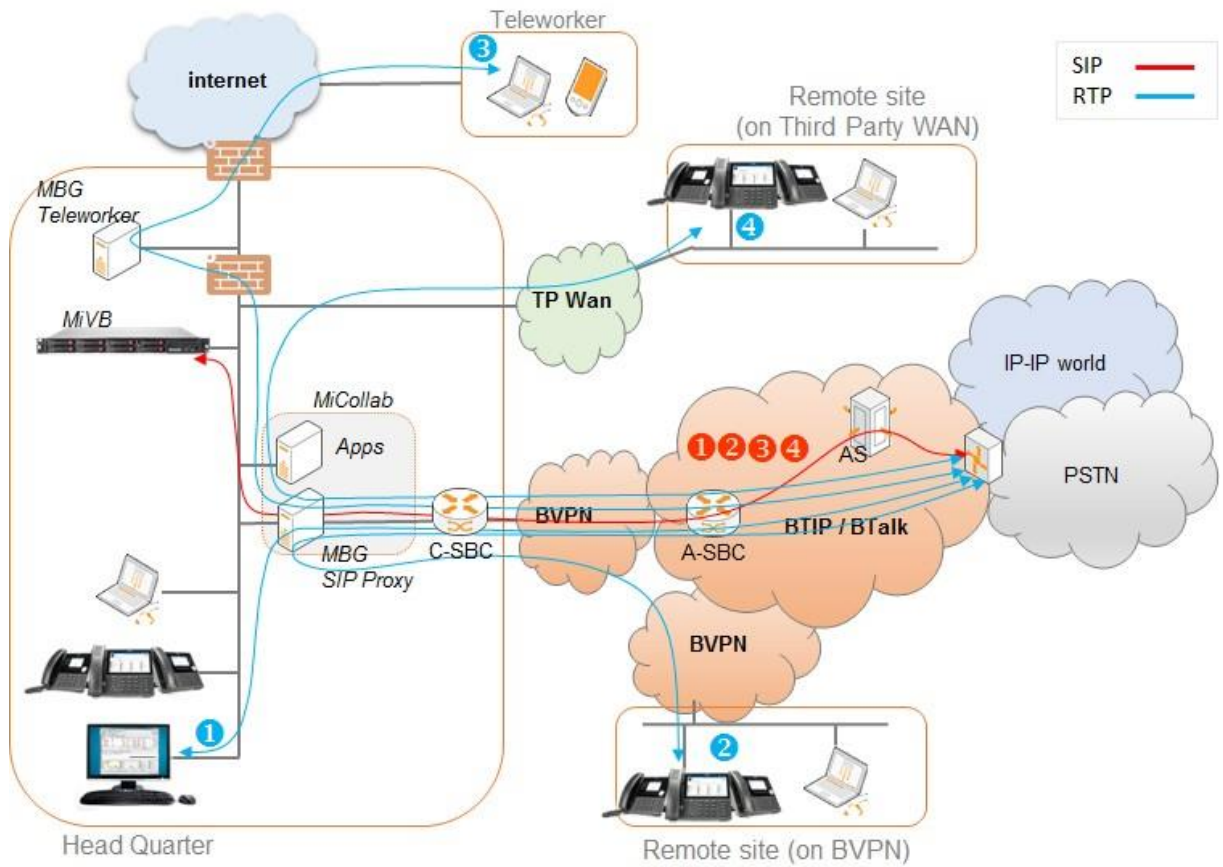 Teleworker
3
internet
SIP
RTP
Remote site
(on Third Party WAN)
MBG
Teleworker
4
TP Wan
MiVB
IP-IP world
MiCollab
Apps
1 2 3 4
AS
PSTN
BVPN
BTIP / BTalk
C-SBC
A-SBC
MBG
SIP Proxy
BVPN
1
2
Head Quarter
Remote site (on BVPN)